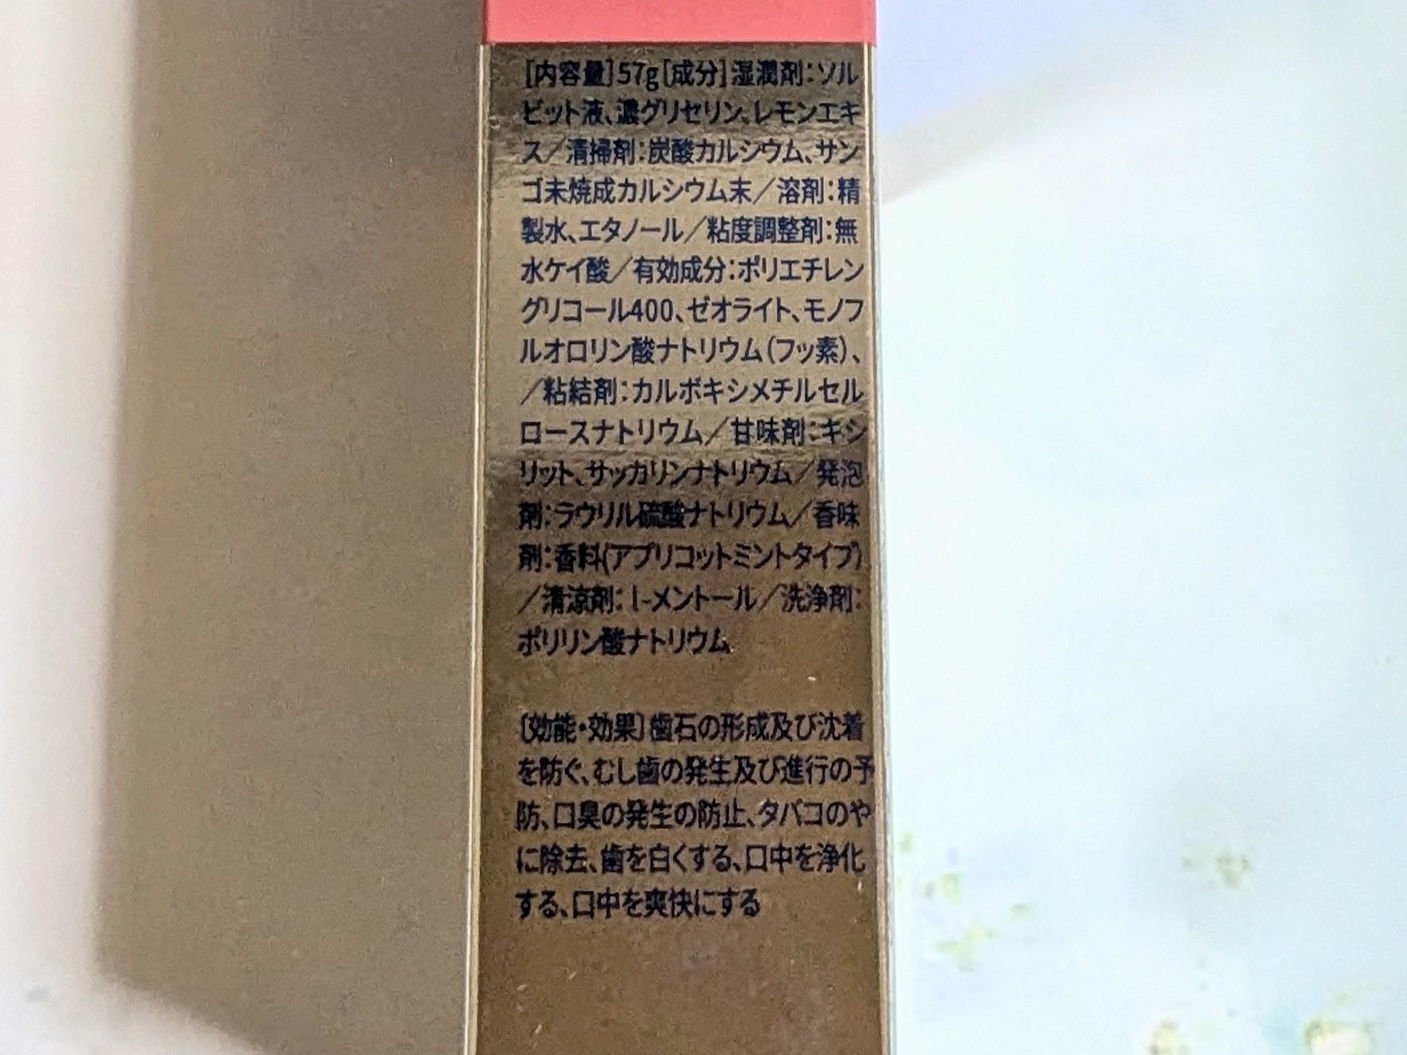 [内容量]57g[成分]湿潤剤:ソル
ビット液、濃グリセリン、レモンエキ
ス/清掃剤:炭酸カルシウム、サン
ゴ未焼成カルシウム末/溶剤:精
製水、エタノール/粘度調整剤:無
水ケイ酸/有効成分:ポリエチレン
グリコール400、ゼオライト、モノフ
ルオロリン酸ナトリウム(フッ素)、
/粘結剤:カルボキシメチルセル
ロースナトリウム/甘味剤:キシ
リット、サッカリンナトリウム/発泡
剤:ラウリル硫酸ナトリウム/香味
剤:香料(アプリコットミントタイプ)
/清涼剤:l-メントール/洗浄剤:
ポリリン酸ナトリウム
〔効能・効果〕歯石の形成及び沈着
を防ぐ、むし歯の発生及び進行の予
防、口臭の発生の防止、タバコのや
に除去、歯を白くする、口中を浄化
する、口中を爽快にする